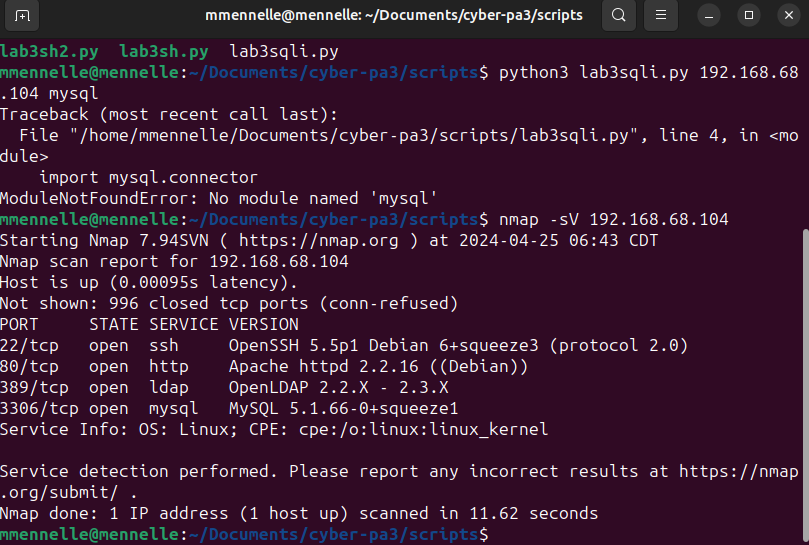 mmennelle@mennelle: ~/Documents/cyber-pa3/scripts
lab3sh2.py  lab3sh.py  lab3sqli.py
mmennelle@mennelle:~/Documents/cyber-pa3/scripts$ python3 lab3sqli.py 192.168.68
.104 mysql
Traceback (most recent call last):
  File "/home/mmennelle/Documents/cyber-pa3/scripts/lab3sqli.py", line 4, in <mo
dule>
    import mysql.connector
ModuleNotFoundError: No module named 'mysql'
mmennelle@mennelle:~/Documents/cyber-pa3/scripts$ nmap -sV 192.168.68.104
Starting Nmap 7.94SVN ( https://nmap.org ) at 2024-04-25 06:43 CDT
Nmap scan report for 192.168.68.104
Host is up (0.00095s latency).
Not shown: 996 closed tcp ports (conn-refused)
PORT     STATE SERVICE VERSION
22/tcp   open  ssh     OpenSSH 5.5p1 Debian 6+squeeze3 (protocol 2.0)
80/tcp   open  http    Apache httpd 2.2.16 ((Debian))
389/tcp  open  ldap    OpenLDAP 2.2.X - 2.3.X
3306/tcp open  mysql   MySQL 5.1.66-0+squeeze1
Service Info: OS: Linux; CPE: cpe:/o:linux:linux_kernel

Service detection performed. Please report any incorrect results at https://nmap
.org/submit/ .
Nmap done: 1 IP address (1 host up) scanned in 11.62 seconds
mmennelle@mennelle:~/Documents/cyber-pa3/scripts$